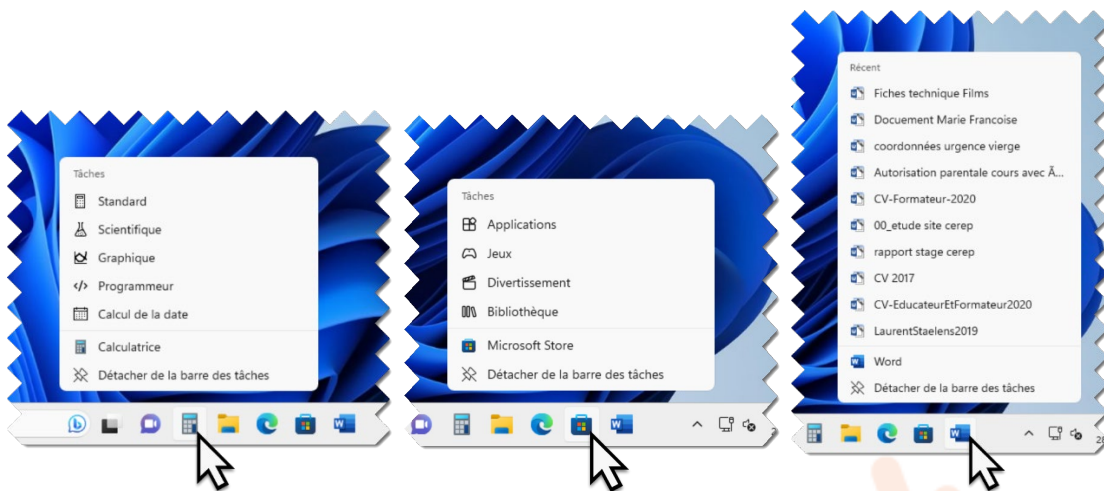 Tâches
Standard
Scientifique
Graphique
Programmeur
Calcul de la date
Calculatrice
Détacher de la barre des tâches
Tâches
Applications
Jeux
Divertissement
Bibliothèque
Microsoft Store
Détacher de la barre des tâches
Récent
Fiches technique Films
Docuement Marie Francoise
coordonnées urgence vierge
Autorisation parentale cours avec Ã...
CV-Formateur-2020
00_etude site cerep
rapport stage cerep
CV 2017
CV-EducateurEtFormateur2020
LaurentStaelens2019
Word
Détacher de la barre des tâches